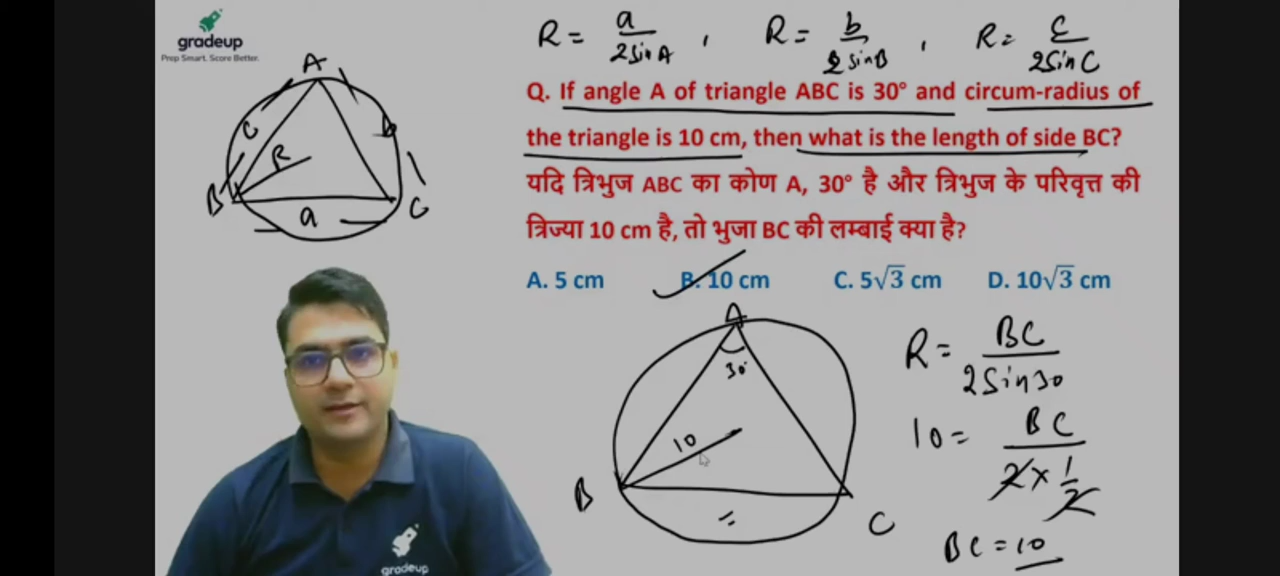 gradeup
Prep Smart. Score Better.
R = a/2SinA , R = b/2SinB , R = c/2SinC
Q. If angle A of triangle ABC is 30° and circum-radius of
the triangle is 10 cm, then what is the length of side BC?
यदि त्रिभुज ABC का कोण A, 30° है और त्रिभुज के परिवृत्त की
त्रिज्या 10 cm है, तो भुजा BC की लम्बाई क्या है?
A. 5 cm B. 10 cm C. 5√3 cm D. 10√3 cm
A
c b
R
B a C
A
30°
10
B = C
R = BC/2Sin30
10 = BC/2×1/2
BC = 10
gradeup